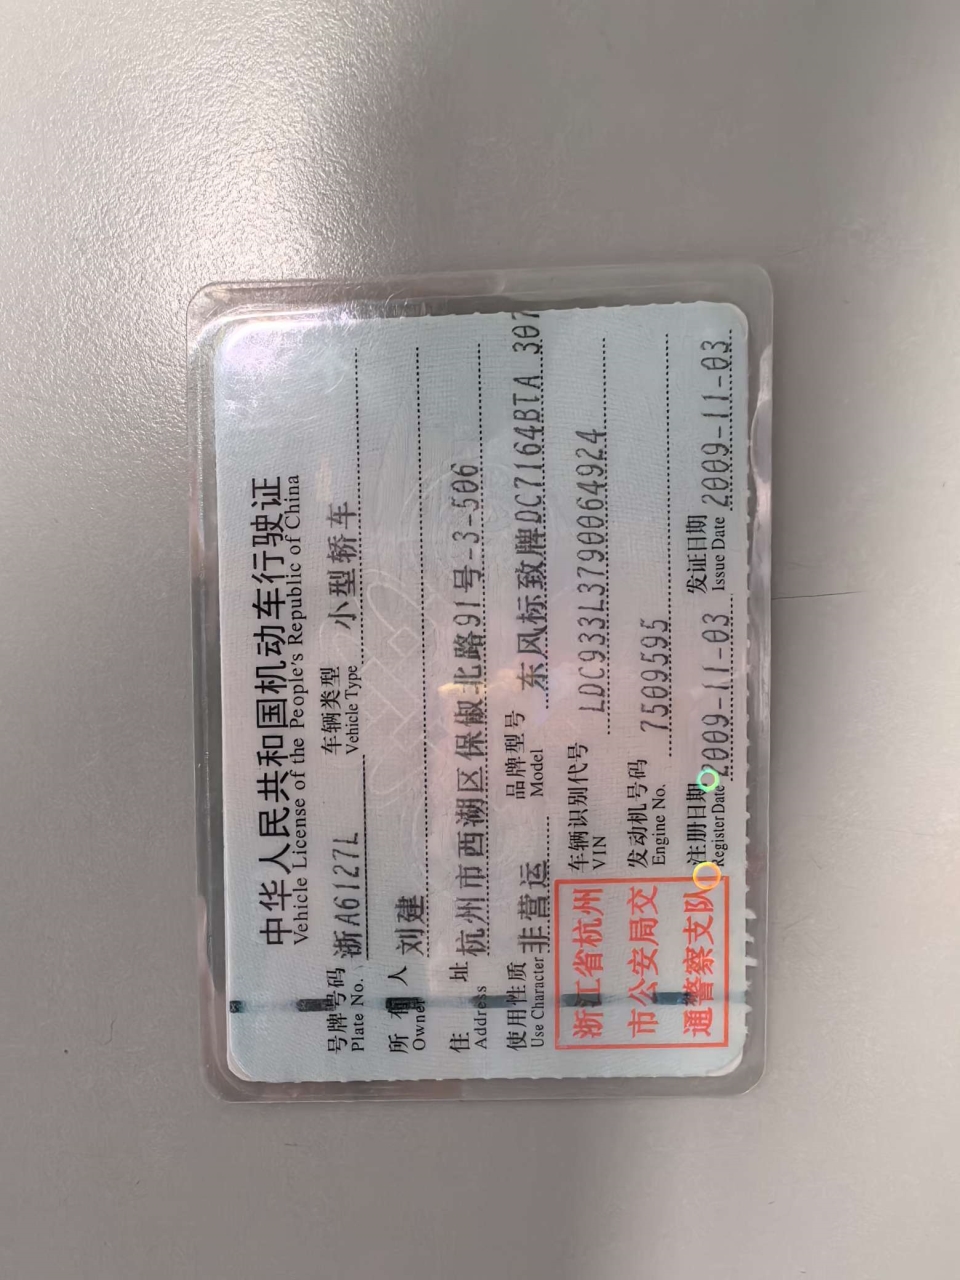 中华人民共和国机动车行驶证
Vehicle License of the People's Republic of China
号牌号码 浙A6127L 车辆类型 小型轿车
Plate No. Vehicle Type
所有人 刘建
Owner
住址 杭州市西湖区保俶北路91号-3-506
Address
使用性质 非营运 品牌型号 东风标致牌DC7164BTA 307
Use Character Model
浙江省杭州
市公安局交
通警察支队
车辆识别代号 LDC933L3790064924
VIN
发动机号码 7509595
Engine No.
注册日期 2009-11-03 发证日期 2009-11-03
Register Date Issue Date